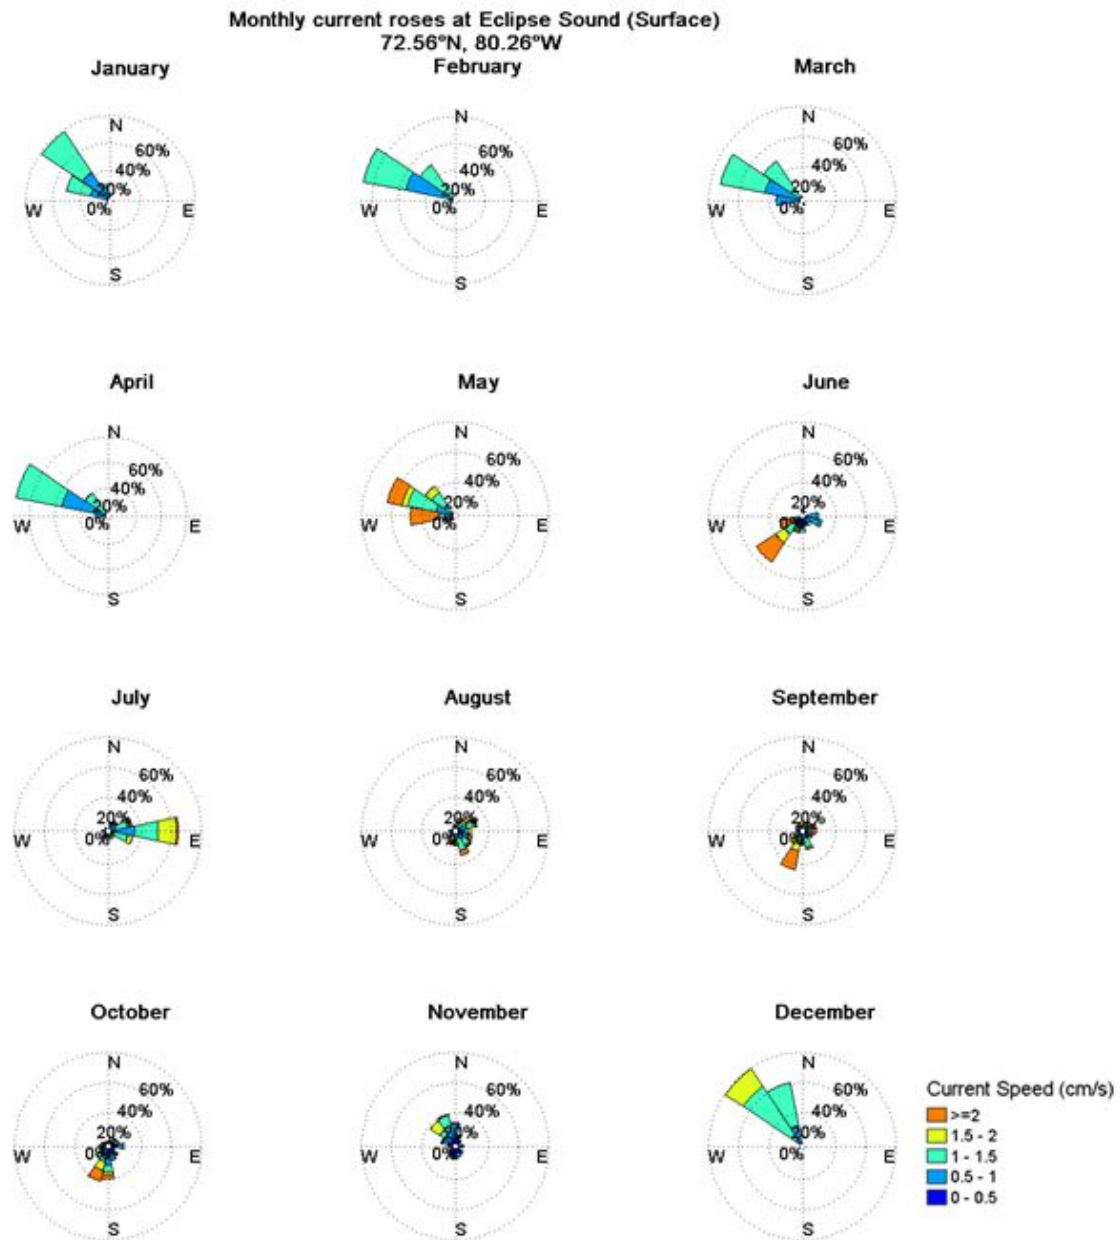 Monthly current roses at Eclipse Sound (Surface)
72.56ºN, 80.26ºW
January
February
March
N
60%
40%
20%
0%
W
E
S
N
60%
40%
20%
0%
W
E
S
N
60%
40%
20%
0%
W
E
S
April
May
June
N
60%
40%
20%
0%
W
E
S
N
60%
40%
20%
0%
W
E
S
N
60%
40%
20%
0%
W
E
S
July
August
September
N
60%
40%
20%
0%
W
E
S
N
60%
40%
20%
0%
W
E
S
N
60%
40%
20%
0%
W
E
S
October
November
December
N
60%
40%
20%
0%
W
E
S
N
60%
40%
20%
0%
W
E
S
N
60%
40%
20%
0%
W
E
S
Current Speed (cm/s)
>=2
1.5 - 2
1 - 1.5
0.5 - 1
0 - 0.5